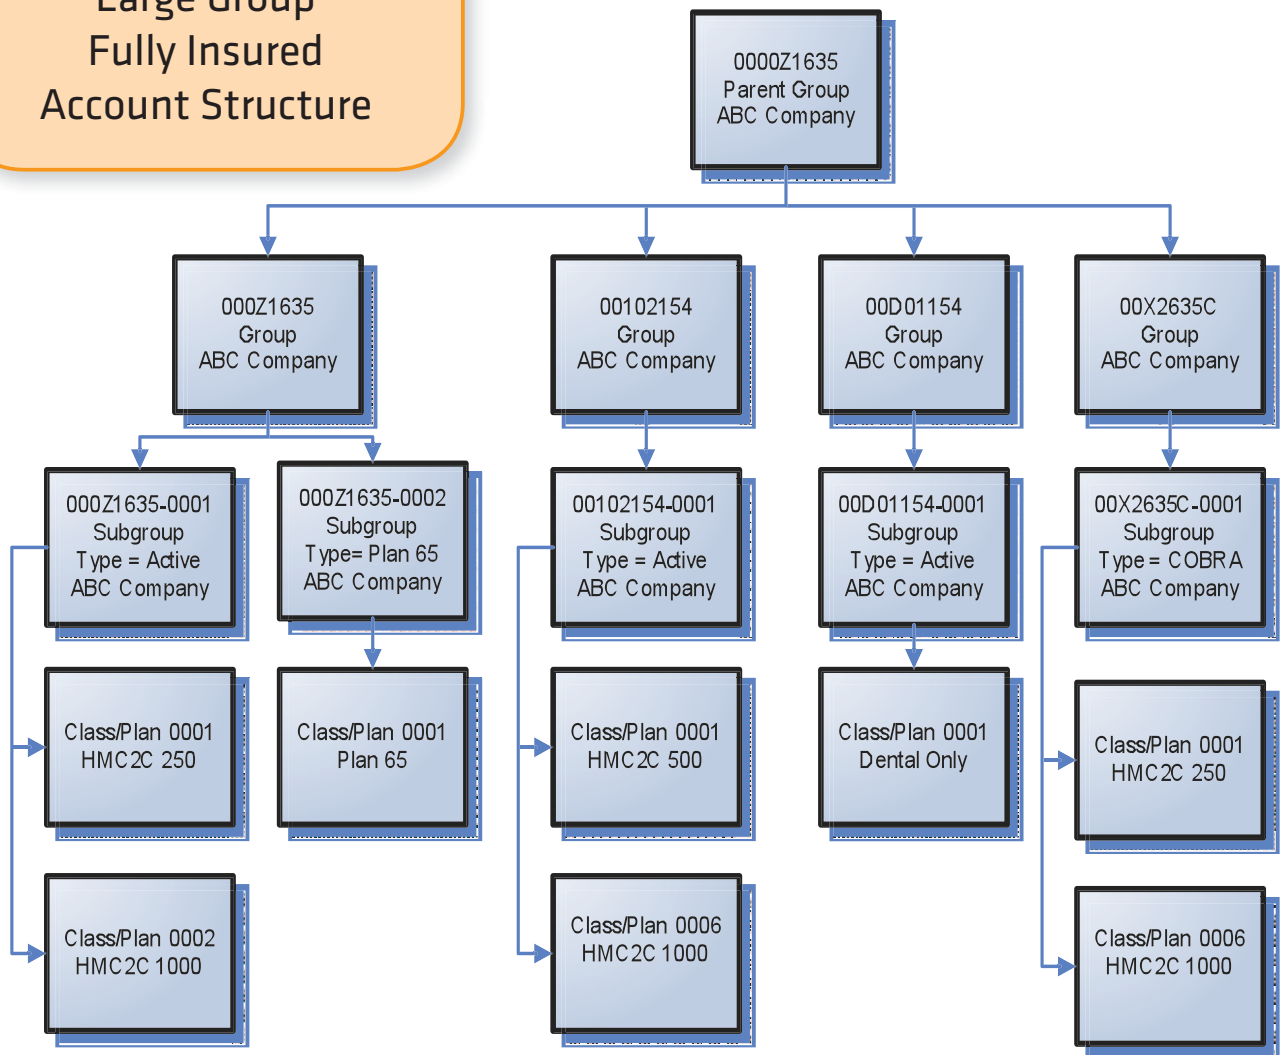 Large Group
Fully Insured
Account Structure
0000Z1635
Parent Group
ABC Company
000Z1635
Group
ABC Company
00102154
Group
ABC Company
00D01154
Group
ABC Company
00X2635C
Group
ABC Company
000Z1635-0001
Subgroup
Type = Active
ABC Company
000Z1635-0002
Subgroup
Type= Plan 65
ABC Company
00102154-0001
Subgroup
Type = Active
ABC Company
00D01154-0001
Subgroup
Type = Active
ABC Company
00X2635C-0001
Subgroup
Type = COBRA
ABC Company
Class/Plan 0001
HMC2C 250
Class/Plan 0001
Plan 65
Class/Plan 0001
HMC2C 500
Class/Plan 0001
Dental Only
Class/Plan 0001
HMC2C 250
Class/Plan 0002
HMC2C 1000
Class/Plan 0006
HMC2C 1000
Class/Plan 0006
HMC2C 1000